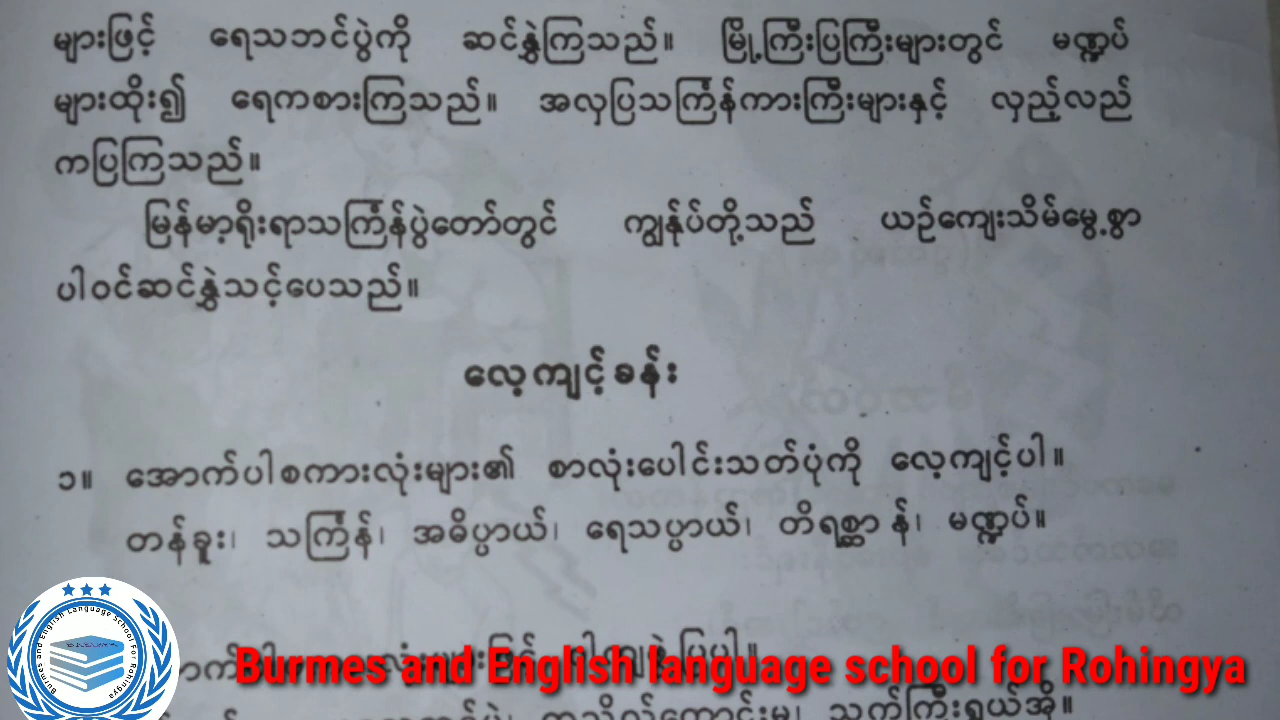 များဖြင့် ရေသဘင်ပွဲကို ဆင်နွှဲကြသည်။ မြို့ကြီးပြကြီးများတွင် မဏ္ဍပ်
များထိုး၍ ရေကစားကြသည်။ အလှပြသင်္ကြန်ကားကြီးများနှင့် လှည့်လည်
ကပြကြသည်။
မြန်မာ့ရိုးရာသင်္ကြန်ပွဲတော်တွင် ကျွန်ုပ်တို့သည် ယဉ်ကျေးသိမ်မွေ့စွာ
ပါဝင်ဆင်နွှဲသင့်ပေသည်။
လေ့ကျင့်ခန်း
၁။ အောက်ပါစကားလုံးများ၏ စာလုံးပေါင်းသတ်ပုံကို လေ့ကျင့်ပါ။
တန်ခူး၊ သင်္ကြန်၊ အဓိပ္ပာယ်၊ ရေသပ္ပာယ်၊ တိရစ္ဆာန်၊ မဏ္ဍပ်။
Burmes and English language school for Rohingya
Burmes and English Language School For Rohingya